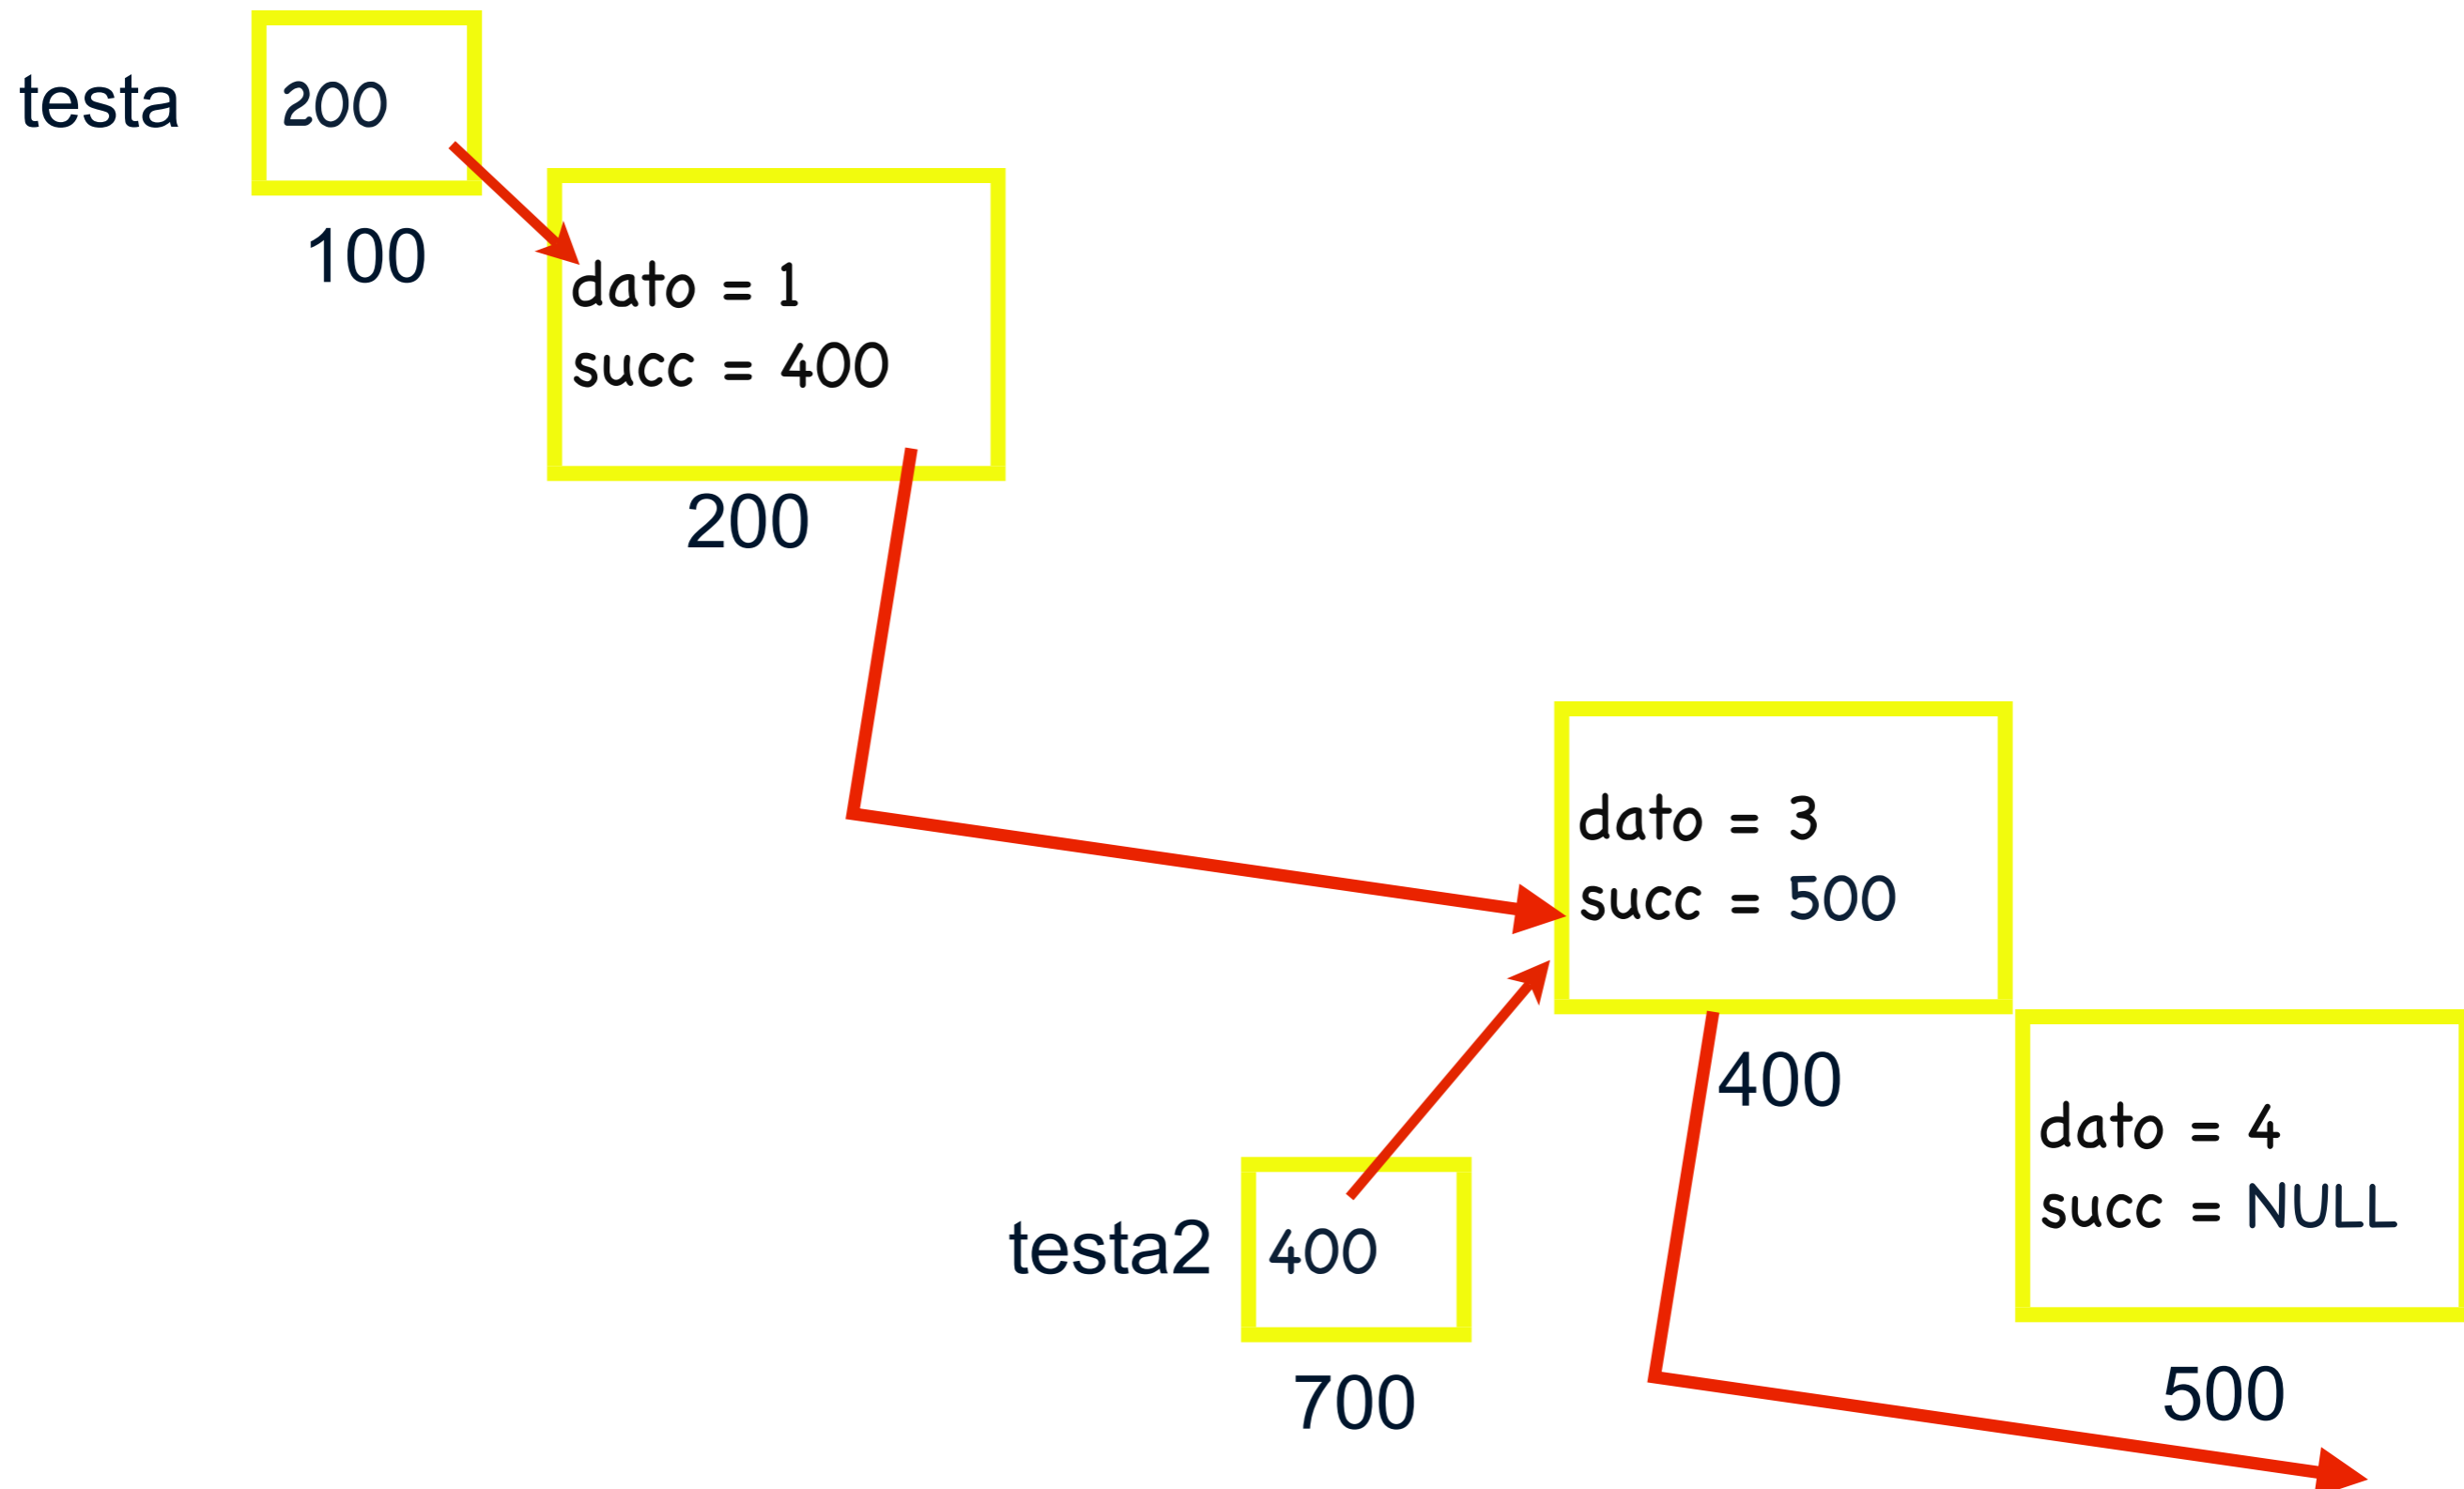 testa
200
100
dato = 1
succ = 400
200
dato = 3
succ = 500
400
dato = 4
succ = NULL
500
testa2
400
700